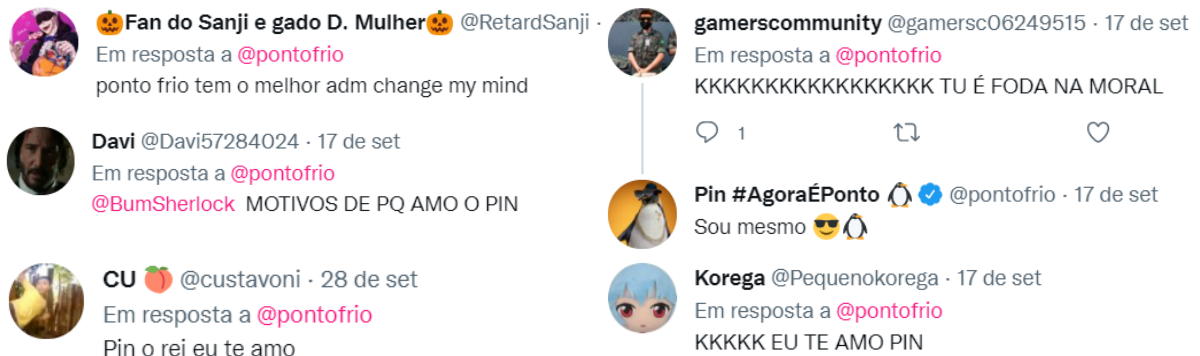 🎃Fan do Sanji e gado D. Mulher🎃 @RetardSanji ·
Em resposta a @pontofrio
ponto frio tem o melhor adm change my mind
Davi @Davi57284024 · 17 de set
Em resposta a @pontofrio
@BumSherlock MOTIVOS DE PQ AMO O PIN
CU 🍑 @custavoni · 28 de set
Em resposta a @pontofrio
Pin o rei eu te amo
gamerscommunity @gamersc06249515 · 17 de set
Em resposta a @pontofrio
KKKKKKKKKKKKKKKKK TU É FODA NA MORAL
1
Pin #AgoraÉPonto 🐧 @pontofrio · 17 de set
Sou mesmo 😎🐧
Korega @Pequenokorega · 17 de set
Em resposta a @pontofrio
KKKKK EU TE AMO PIN